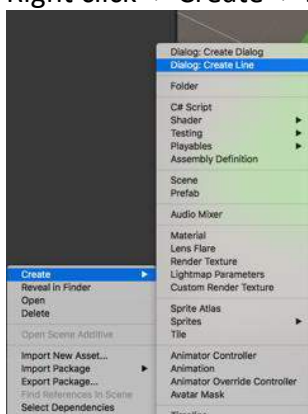 Right click → Create →
Dialog: Create Dialog
Dialog: Create Line
Folder
C# Script
Shader
Testing
Playables
Assembly Definition
Scene
Prefab
Audio Mixer
Material
Lens Flare
Render Texture
Lightmap Parameters
Custom Render Texture
Sprite Atlas
Sprites
Tile
Animator Controller
Animation
Animator Override Controller
Avatar Mask
Timeline
Create
Reveal in Finder
Open
Delete
Open Scene Additive
Import New Asset...
Import Package
Export Package...
Find References In Scene
Select Dependencies